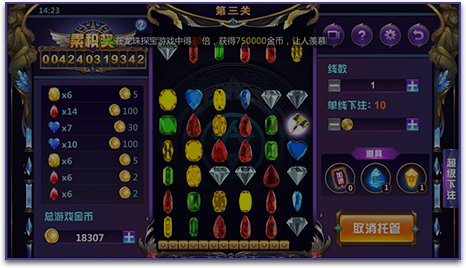 14:23
第三关
?
?
累积奖
在龙珠探宝游戏中得30倍，获得750000金币，让人羡慕
004240319342
x6 5
x14 100
x7 30
x10 100
x6 5
x6 2
x6 2
总游戏金币
18307 +
线数
- 1 +
单线下注：10
- +
道具
0 1 1
取消托管
超级下注